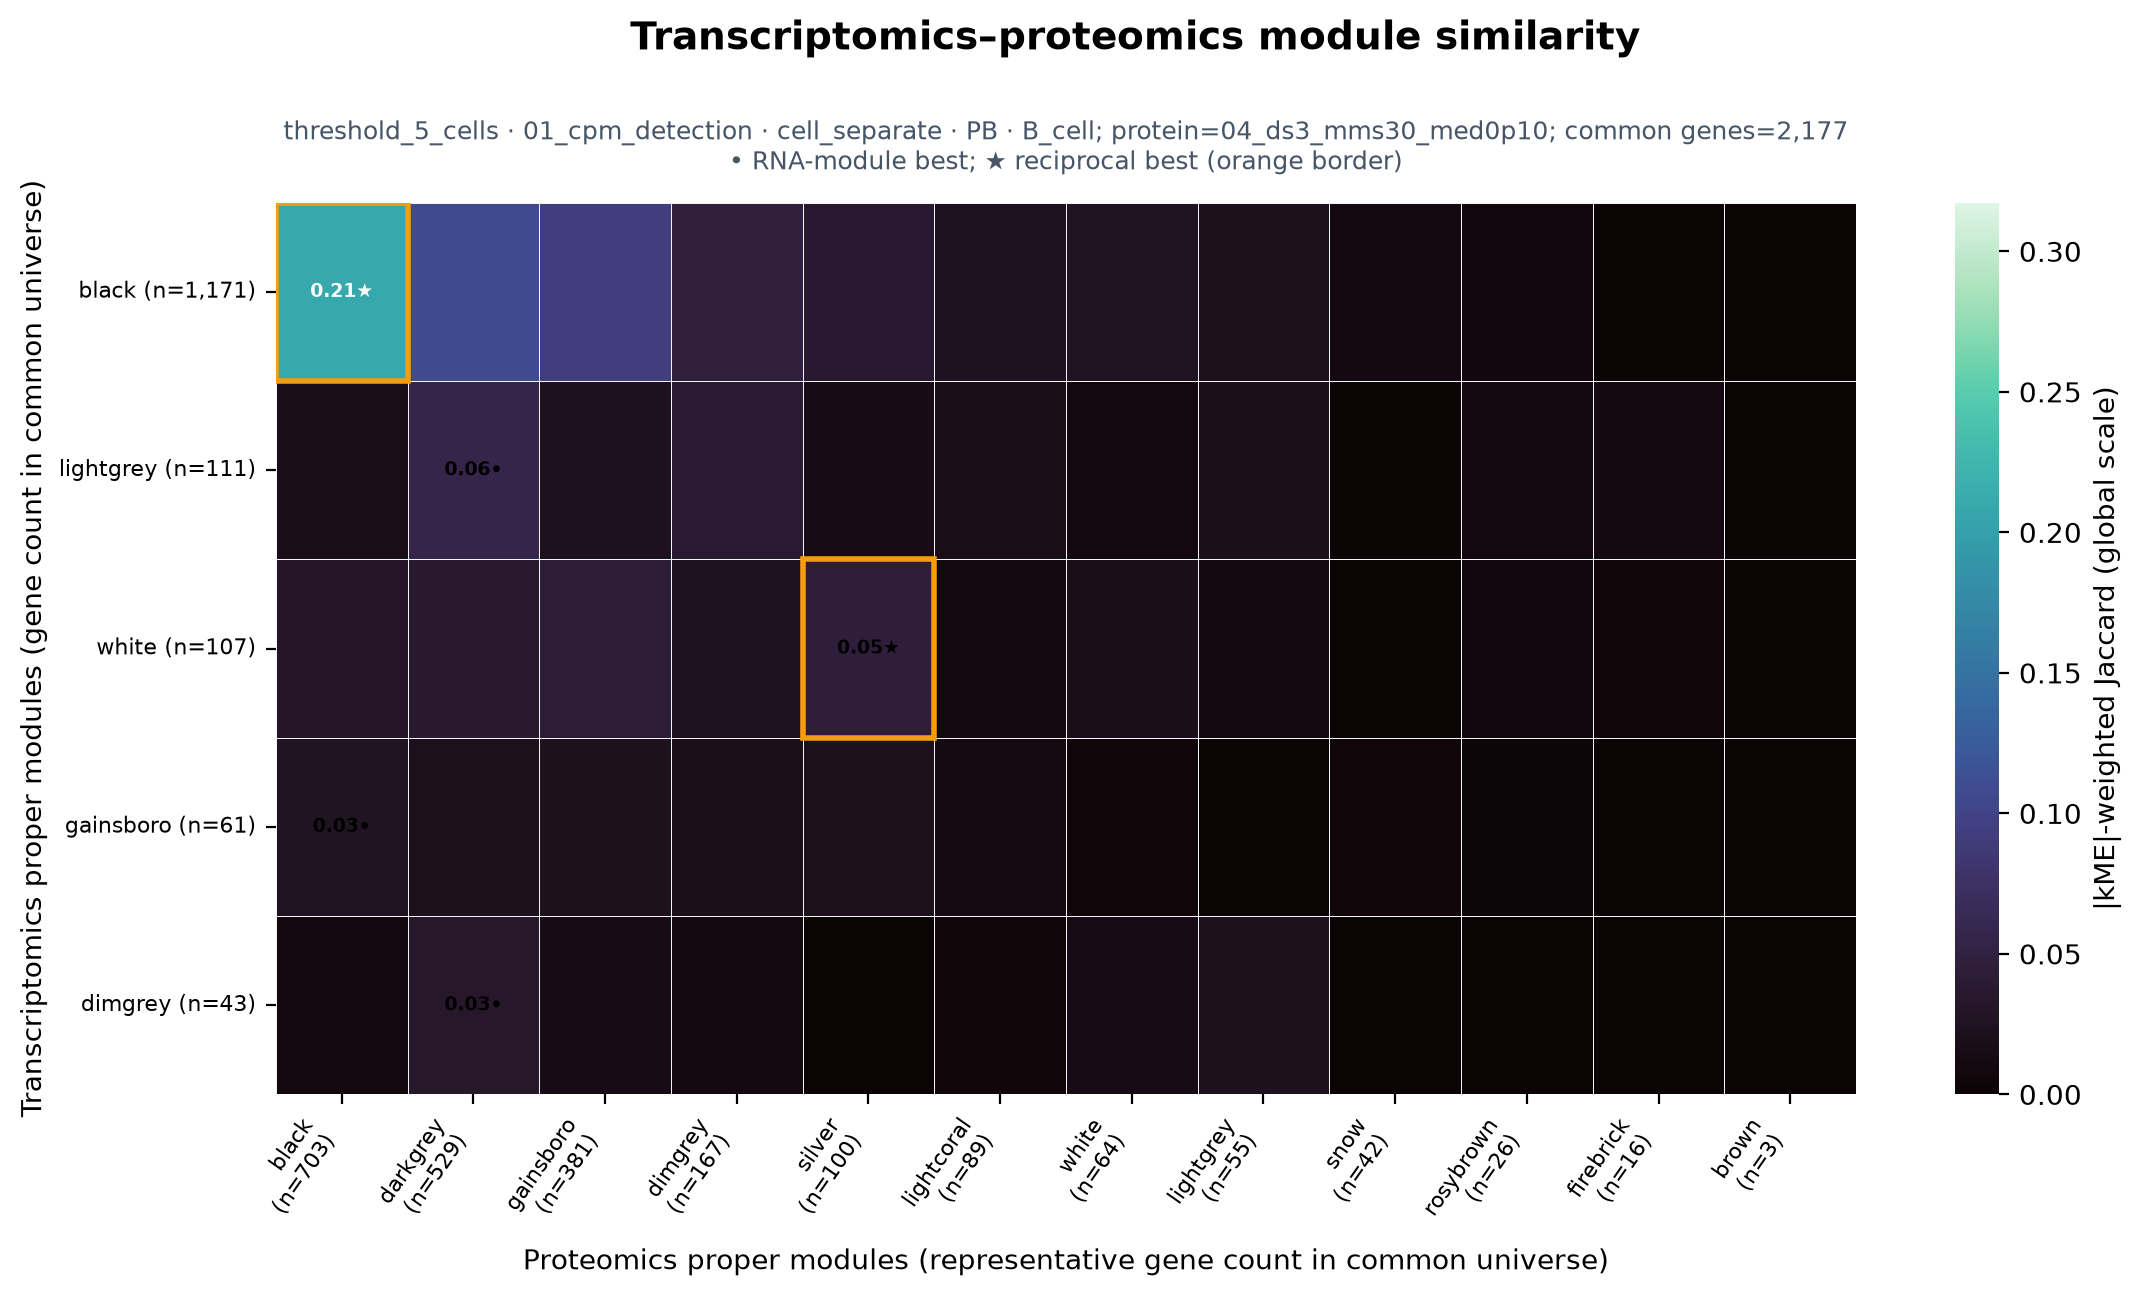 Transcriptomics–proteomics module similarity
threshold_5_cells · 01_cpm_detection · cell_separate · PB · B_cell; protein=04_ds3_mms30_med0p10; common genes=2,177
• RNA-module best; ★ reciprocal best (orange border)
Transcriptomics proper modules (gene count in common universe)
black (n=1,171)
lightgrey (n=111)
white (n=107)
gainsboro (n=61)
dimgrey (n=43)
0.21★
0.06•
0.05★
0.03•
0.03•
black
(n=703)
darkgrey
(n=529)
gainsboro
(n=381)
dimgrey
(n=167)
silver
(n=100)
lightcoral
(n=89)
white
(n=64)
lightgrey
(n=55)
snow
(n=42)
rosybrown
(n=26)
firebrick
(n=16)
brown
(n=3)
Proteomics proper modules (representative gene count in common universe)
0.30
0.25
0.20
0.15
0.10
0.05
0.00
|kME|-weighted Jaccard (global scale)